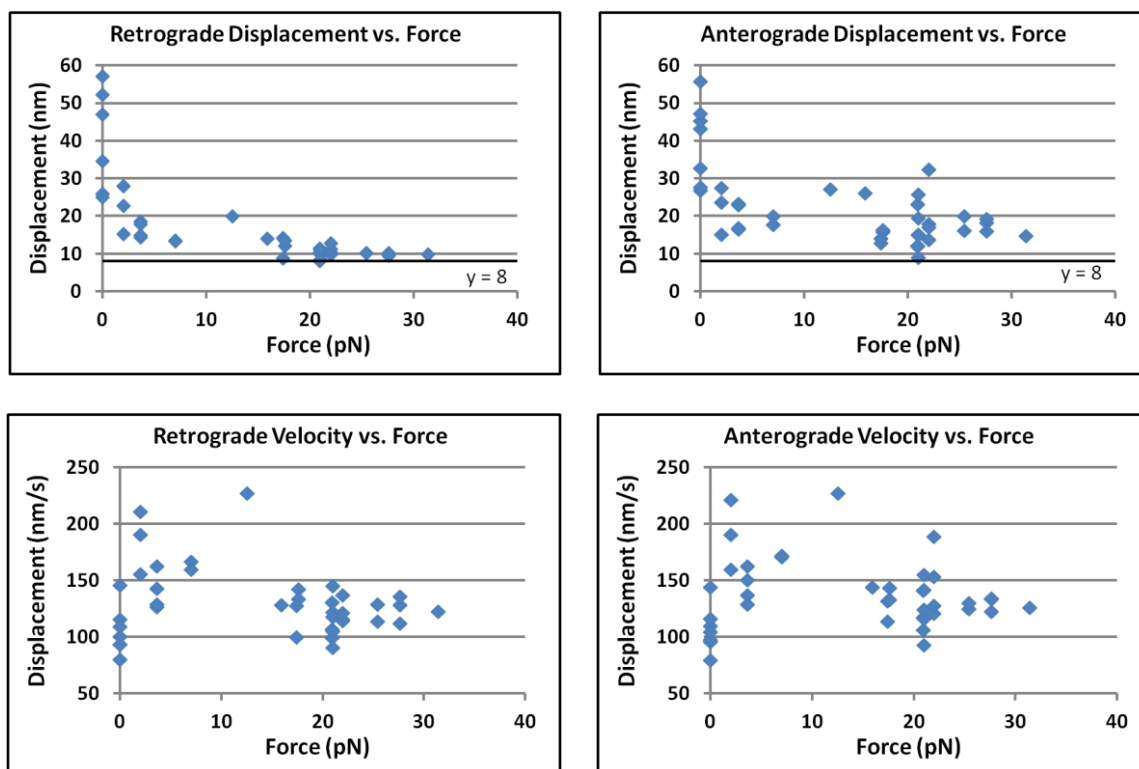 Retrograde Displacement vs. Force
Displacement (nm)
60
50
40
30
20
10
0
y = 8
0 10 20 30 40
Force (pN)
Anterograde Displacement vs. Force
Displacement (nm)
60
50
40
30
20
10
0
y = 8
0 10 20 30 40
Force (pN)
Retrograde Velocity vs. Force
Displacement (nm/s)
250
200
150
100
50
0 10 20 30 40
Force (pN)
Anterograde Velocity vs. Force
Displacement (nm/s)
250
200
150
100
50
0 10 20 30 40
Force (pN)